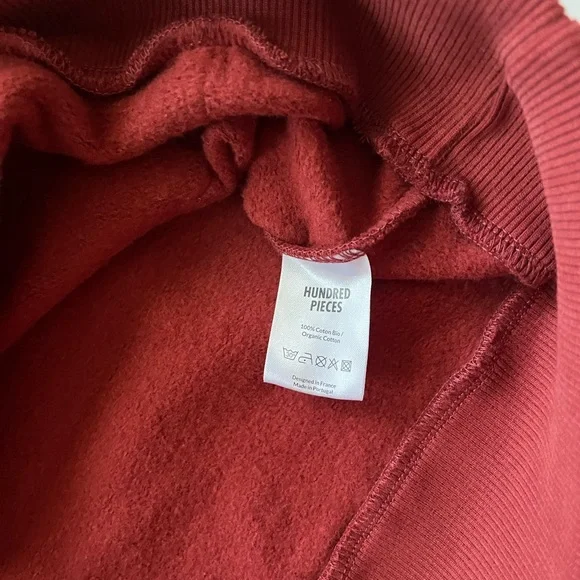 HUNDRED
PIECES
100% Coton Bio /
Organic Cotton
Designed in France
Made in Portugal